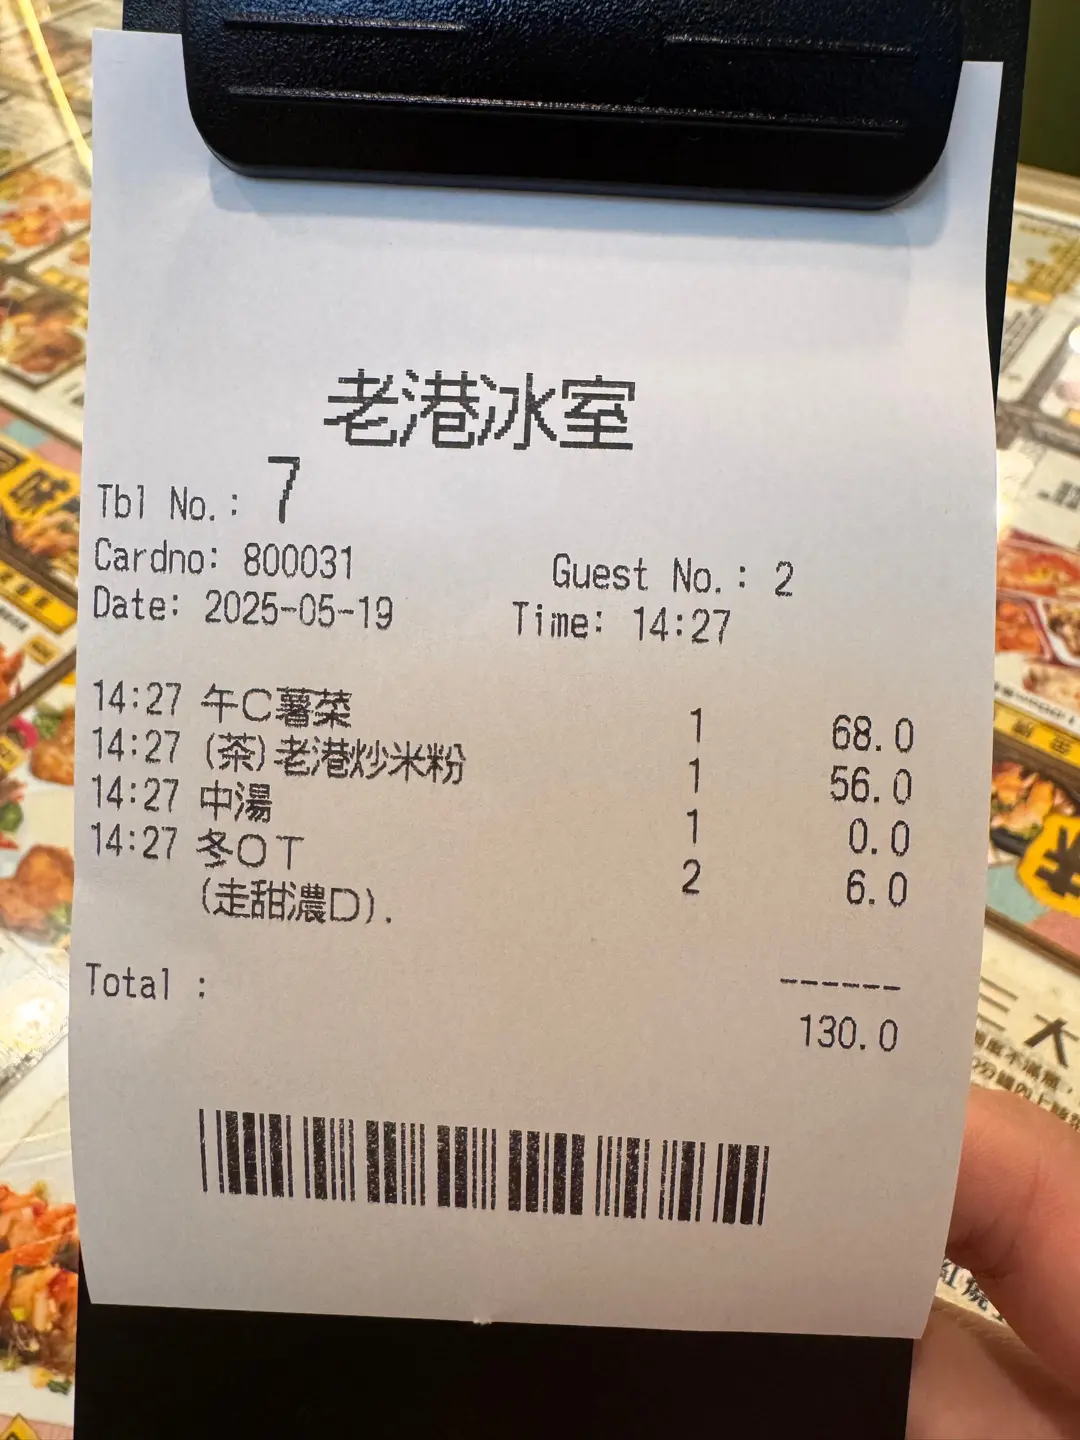 老港冰室
Tbl No.: 7
Cardno: 800031 Guest No.: 2
Date: 2025-05-19 Time: 14:27
14:27 午C薯菜 1 68.0
14:27 (茶)老港炒米粉 1 56.0
14:27 中湯 1 0.0
14:27 冬OT 2 6.0
(走甜濃D).
Total :
------
130.0